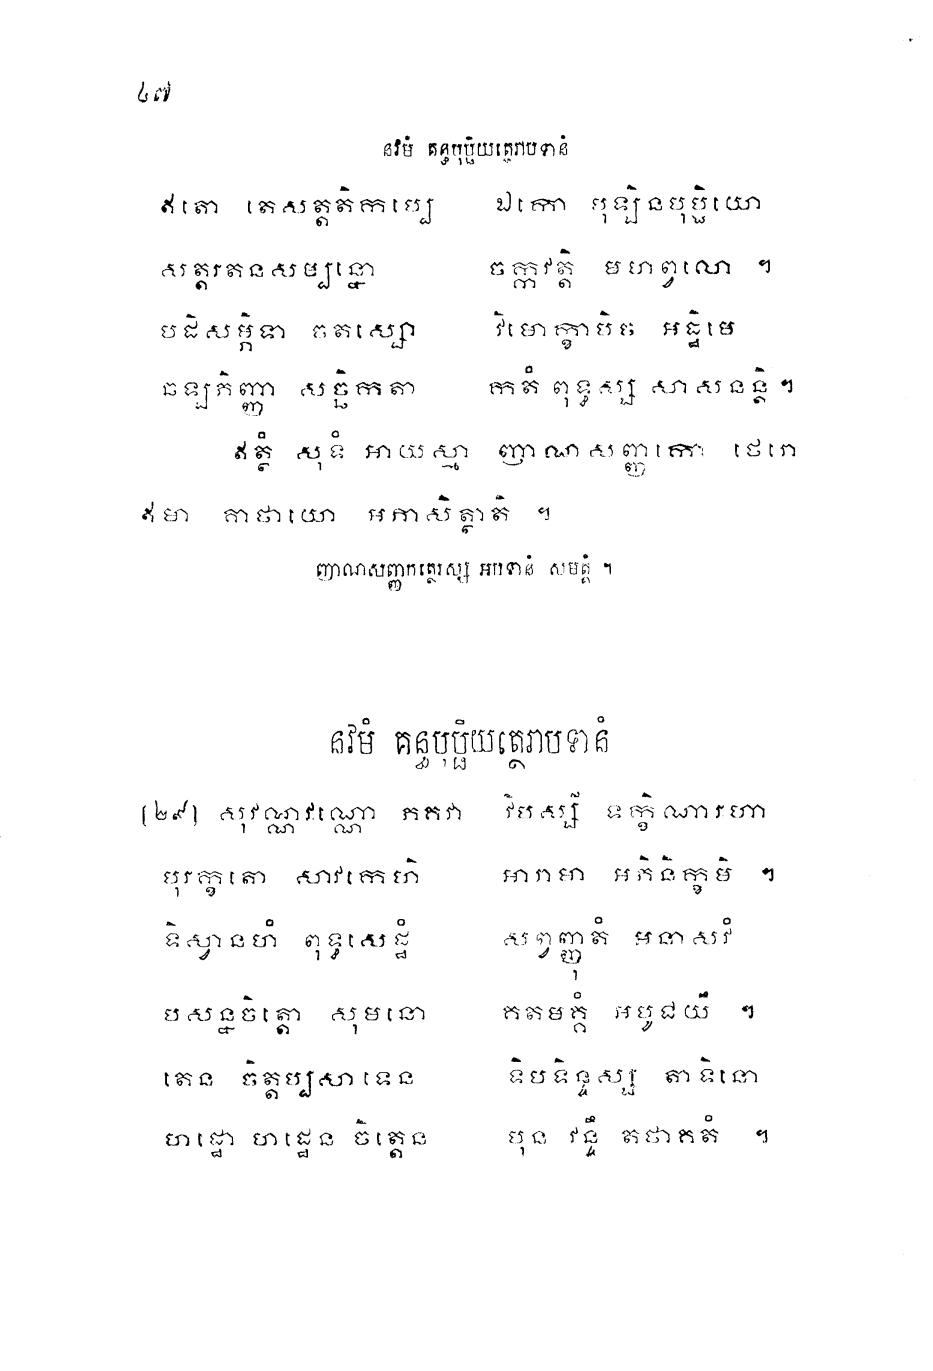 ៤៧
នវមំ គន្ធបុប្ផិយត្ថេរាបទានំ
ឥតោ តេសត្តតិកប្បេ ឯកោ បុឡិនបុប្ផិយោ
សត្តរតនសម្បន្នោ ចក្កវត្តិ មហព្វលោ ។
បដិសម្ភិទា ចតស្សោ វិមោក្ខាបិច អដ្ឋិមេ
ឆឡភិញ្ញា សច្ឆិកតា កតំ ពុទ្ធស្ស សាសនន្តិ។
ឥត្ថំ សុទំ អាយស្មា ញាណសញ្ញកោ ថេរោ
ឥមា គាថាយោ អភាសិត្ថាតិ ។
ញាណសញ្ញកត្ថេរស្ស អបទានំ សមត្តំ ។
នវមំ គន្ធបុប្ផិយត្ថេរាបទានំ
[២៩] សុវណ្ណវណ្ណោ ភគវា វិបស្សី ទក្ខិណារហោ
បុរក្ខតោ សាវកេហិ អារាមា អភិនិក្ខមិ ។
ទិស្វានហំ ពុទ្ធសេដ្ឋំ សព្វញ្ញុតំ អនាសវំ
បសន្នចិត្តោ សុមនោ គតមគ្គំ អបូជយឹ ។
តេន ចិត្តប្បសាទេន ទិបទិន្ទស្ស តាទិនោ
ហដ្ឋោ ហដ្ឋេន ចិត្តេន បុន វន្ទឹ តថាគតំ ។